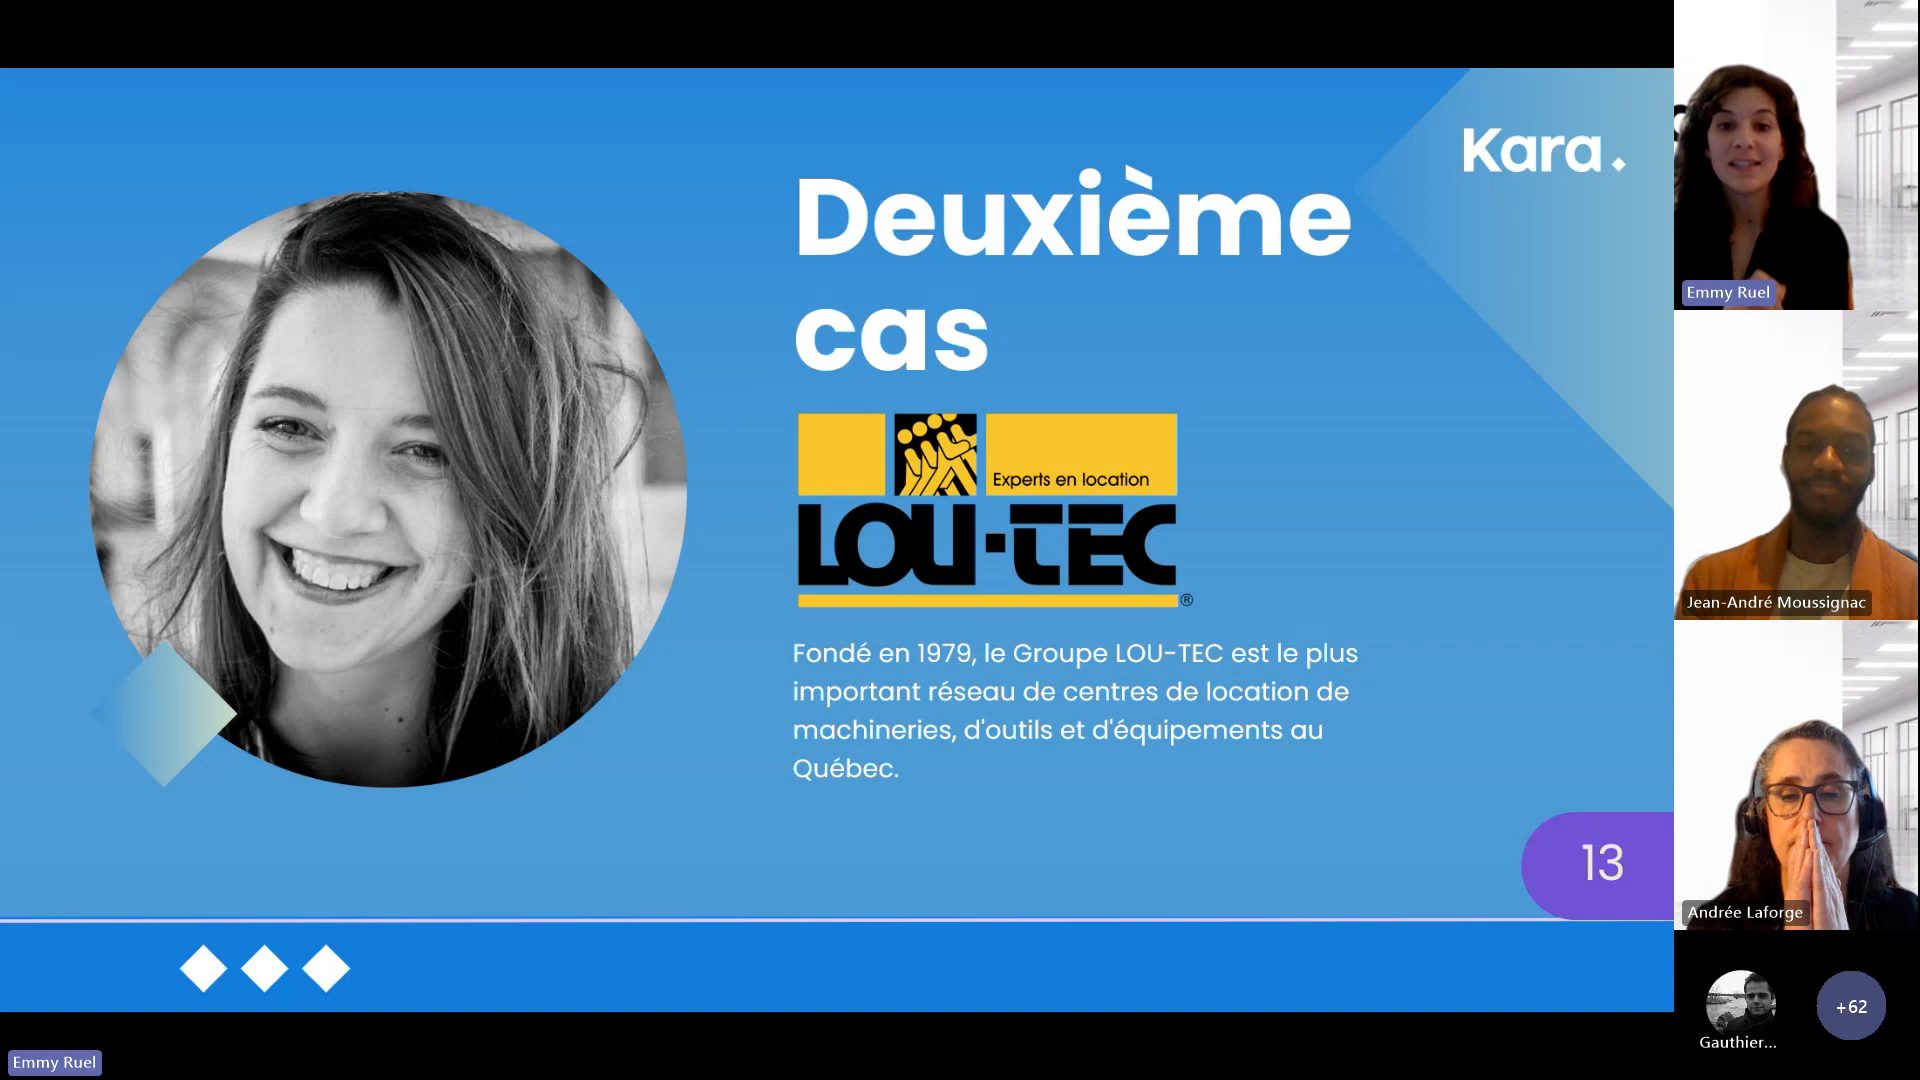 Kara.
Deuxième
cas
Experts en location
LOU·TEC
®
Fondé en 1979, le Groupe LOU-TEC est le plus
important réseau de centres de location de
machineries, d'outils et d'équipements au
Québec.
13
Emmy Ruel
Emmy Ruel
Jean-André Moussignac
Andrée Laforge
Gauthier...
+62